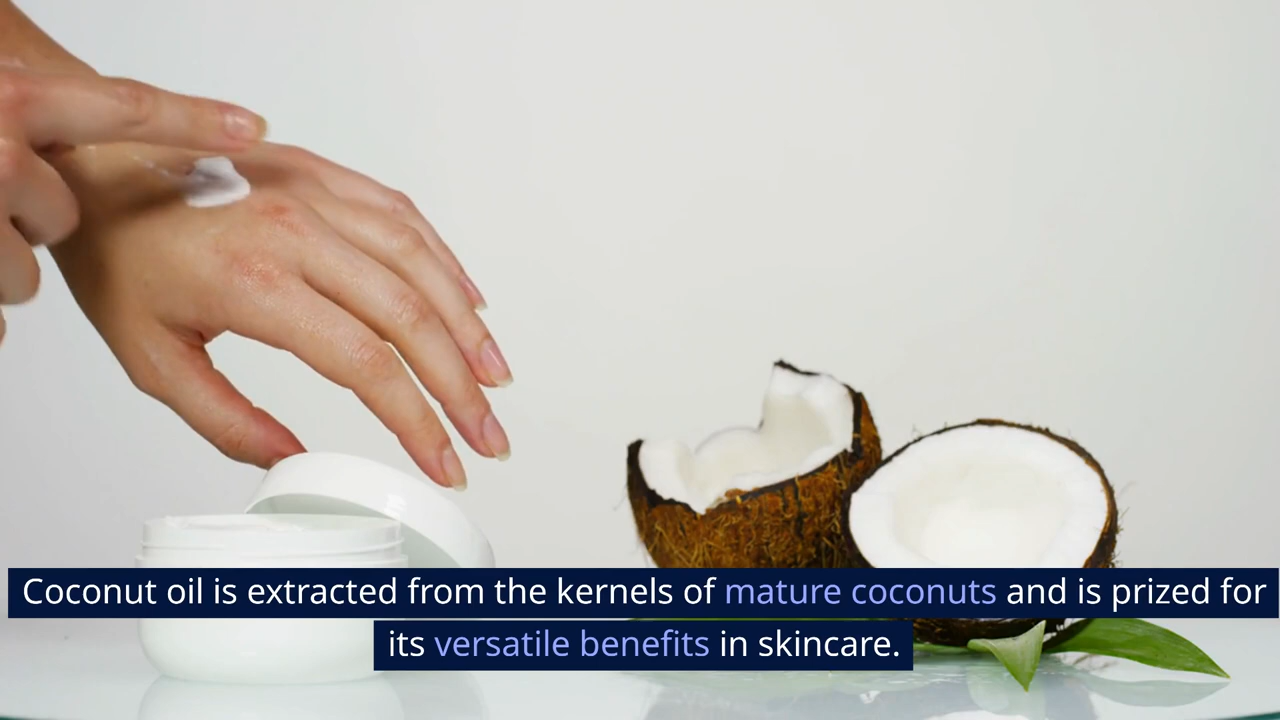 Coconut oil is extracted from the kernels of mature coconuts and is prized for
its versatile benefits in skincare.